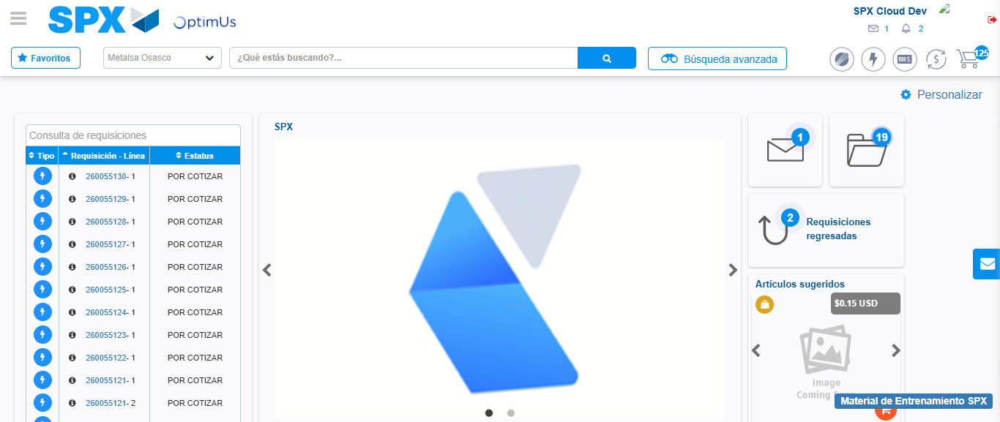 SPX OptimUs
SPX Cloud Dev
1 2
Favoritos
Metalsa Osasco
¿Qué estás buscando?...
Búsqueda avanzada
125
Personalizar
Consulta de requisiciones
Tipo Requisición - Línea Estatus
260055130- 1 POR COTIZAR
260055129- 1 POR COTIZAR
260055128- 1 POR COTIZAR
260055127- 1 POR COTIZAR
260055126- 1 POR COTIZAR
260055125- 1 POR COTIZAR
260055124- 1 POR COTIZAR
260055123- 1 POR COTIZAR
260055122- 1 POR COTIZAR
260055121- 1 POR COTIZAR
260055121- 2 POR COTIZAR
SPX
1
19
2
Requisiciones
regresadas
Artículos sugeridos
$0.15 USD
Image
Coming
Material de Entrenamiento SPX